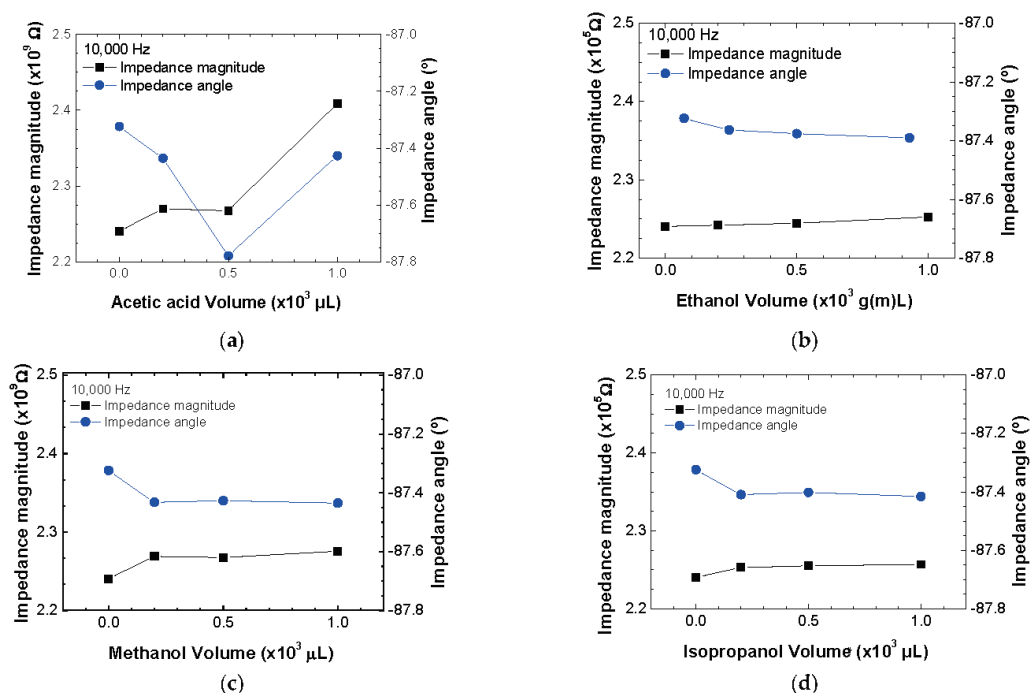 10,000 Hz
Impedance magnitude
Impedance angle
Impedance magnitude (x10⁹ Ω)
2.5
2.4
2.3
2.2
-87.0
-87.2
-87.4
-87.6
-87.8
Impedance angle (º)
0.0 0.5 1.0
Acetic acid Volume (x10³ µL)
(a)
10,000 Hz
Impedance magnitude
Impedance angle
Impedance magnitude (x10⁵Ω)
2.5
2.4
2.3
2.2
-87.0
-87.2
-87.4
-87.6
-87.8
Impedance angle (º)
0.0 0.5 1.0
Ethanol Volume (x10³ g(m)L)
(b)
10,000 Hz
Impedance magnitude
Impedance angle
Impedance magnitude (x10⁹Ω)
2.5
2.4
2.3
2.2
-87.0
-87.2
-87.4
-87.6
-87.8
Impedance angle (º)
0.0 0.5 1.0
Methanol Volume (x10³ µL)
(c)
10,000 Hz
Impedance magnitude
Impedance angle
Impedance magnitude (x10⁵Ω)
2.5
2.4
2.3
2.2
-87.0
-87.2
-87.4
-87.6
-87.8
Impedance angle (º)
0.0 0.5 1.0
Isopropanol Volume (x10³ µL)
(d)